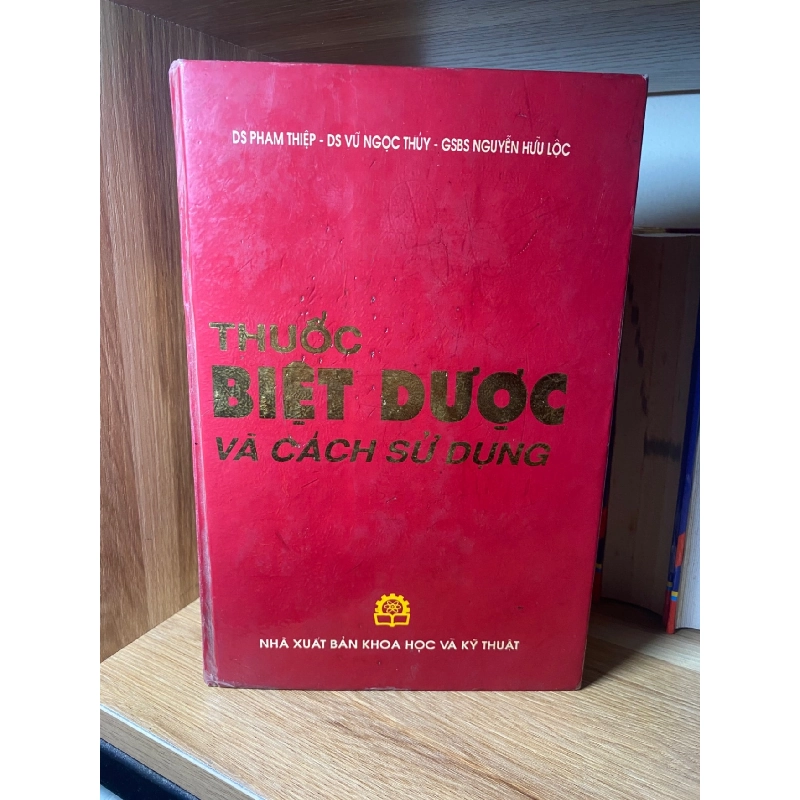 DS PHAM THIỆP - DS VŨ NGỌC THÚY - GSBS NGUYỄN HỮU LỘC
THUỐC
BIỆT DƯỢC
VÀ CÁCH SỬ DỤNG
NHÀ XUẤT BẢN KHOA HỌC VÀ KỸ THUẬT